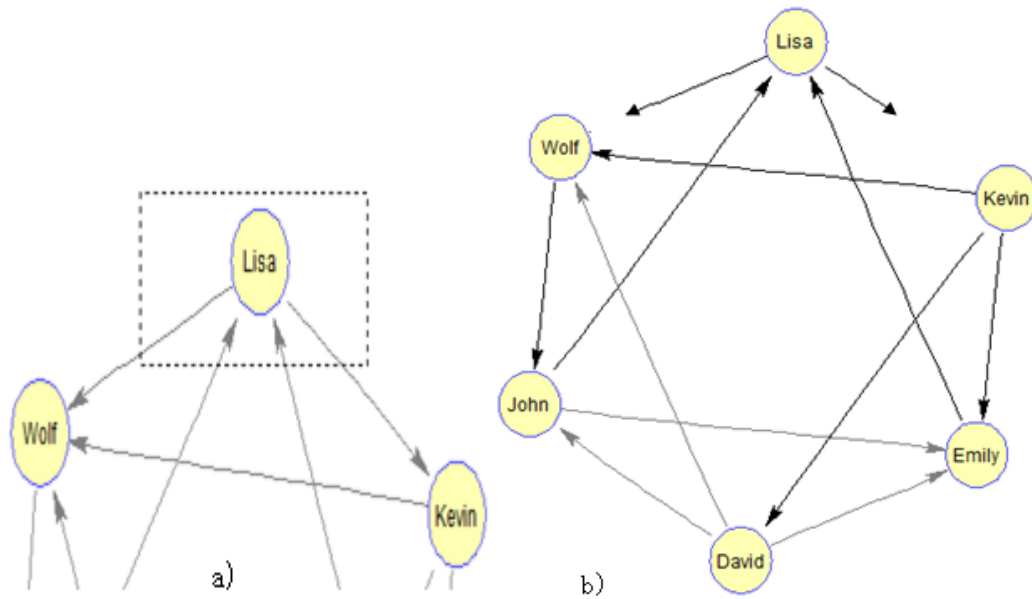 Lisa
Wolf
Kevin
a)
Lisa
Wolf
Kevin
John
Emily
David
b)